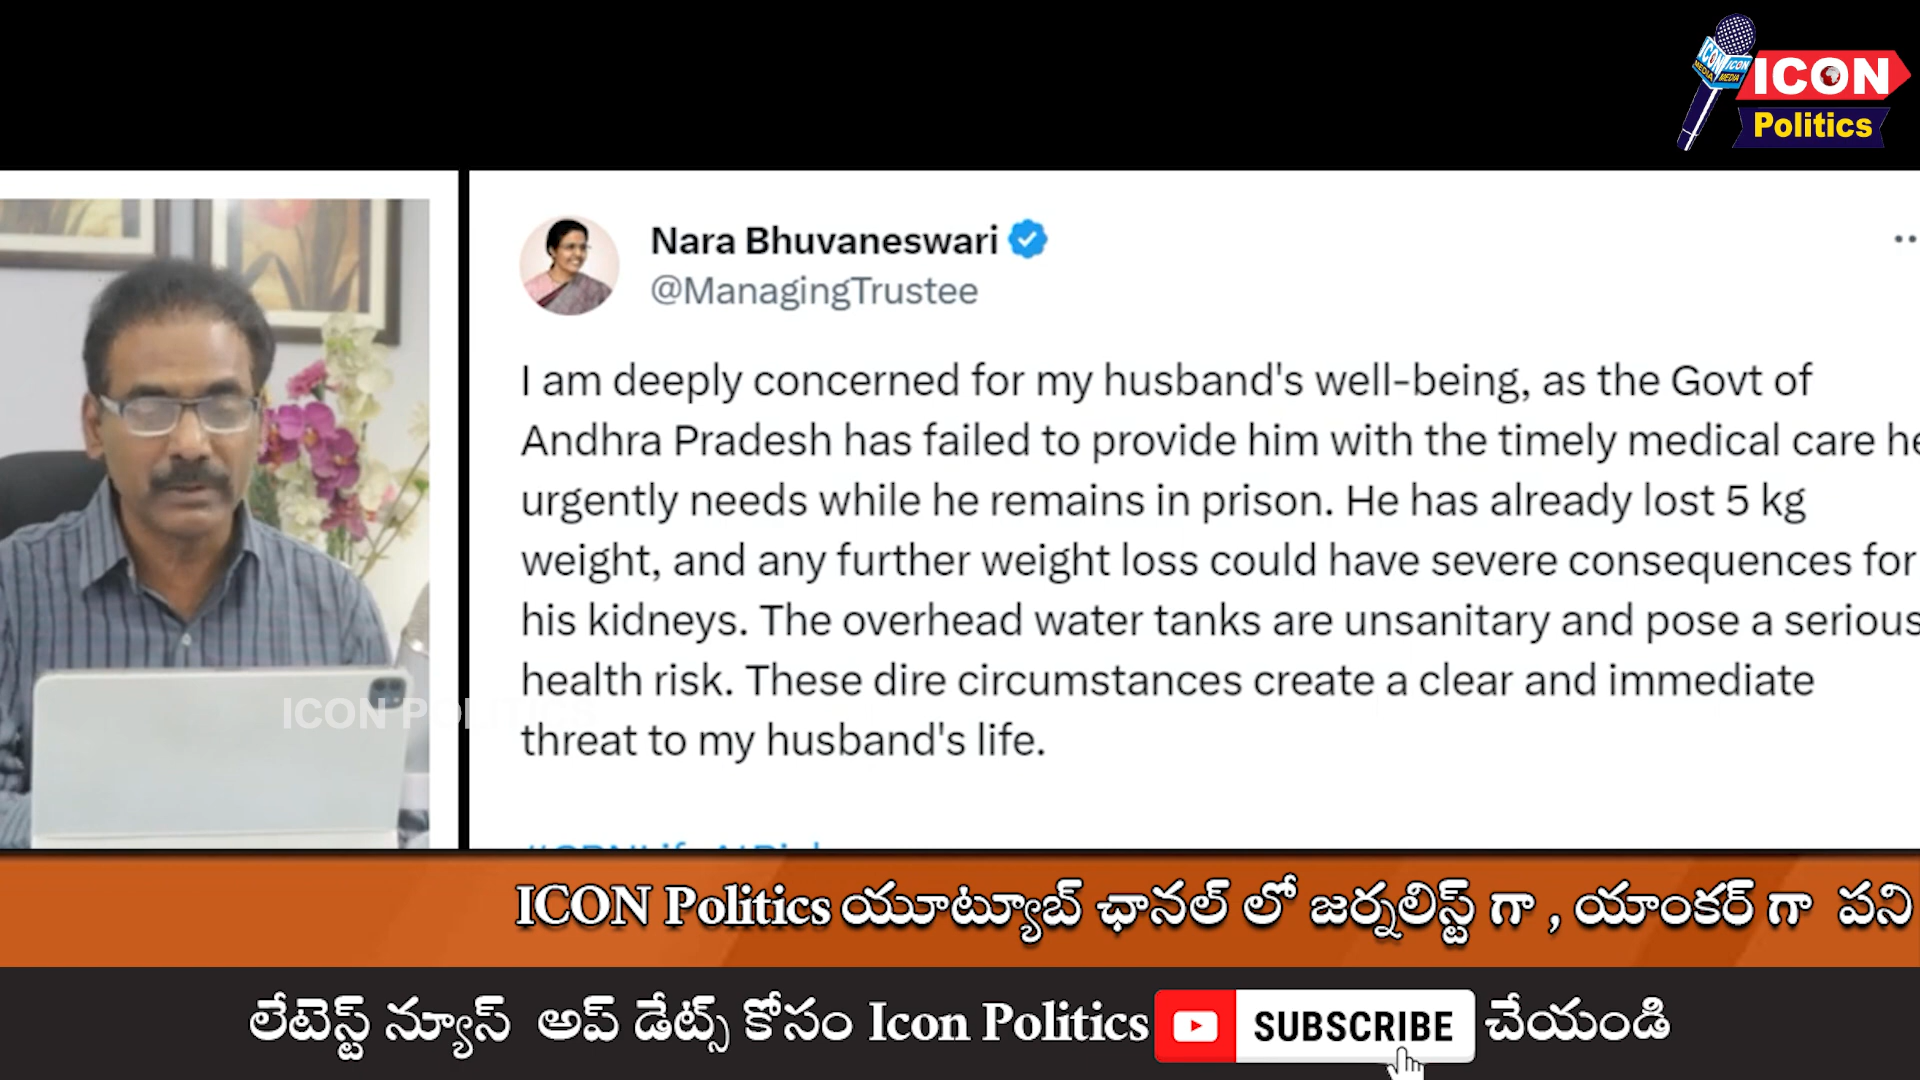 ICON
Politics
Nara Bhuvaneswari
@ManagingTrustee
I am deeply concerned for my husband's well-being, as the Govt of
Andhra Pradesh has failed to provide him with the timely medical care he
urgently needs while he remains in prison. He has already lost 5 kg
weight, and any further weight loss could have severe consequences for
his kidneys. The overhead water tanks are unsanitary and pose a serious
health risk. These dire circumstances create a clear and immediate
threat to my husband's life.
ICON POLITICS
ICON Politics యూట్యూబ్ ఛానల్ లో జర్నలిస్ట్ గా , యాంకర్ గా పని
లేటెస్ట్ న్యూస్ అప్ డేట్స్ కోసం Icon Politics SUBSCRIBE చేయండి